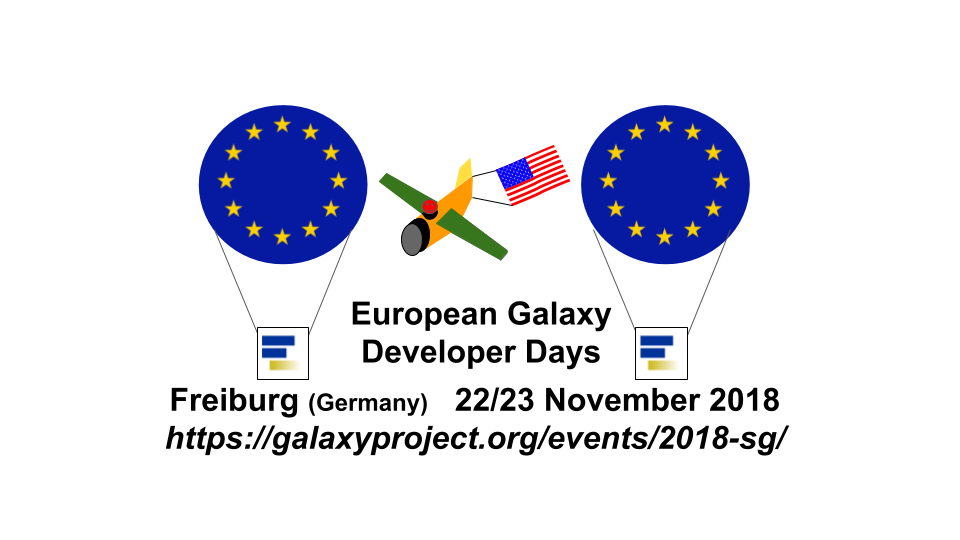 European Galaxy
Developer Days
Freiburg (Germany) 22/23 November 2018
https://galaxyproject.org/events/2018-sg/